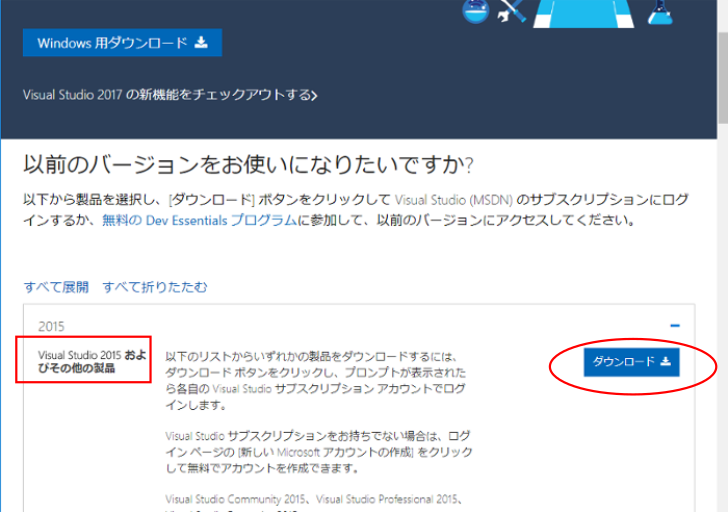 Windows 用ダウンロード
Visual Studio 2017 の新機能をチェックアウトする>
以前のバージョンをお使いになりたいですか?
以下から製品を選択し、[ダウンロード] ボタンをクリックして Visual Studio (MSDN) のサブスクリプションにログ
インするか、無料の Dev Essentials プログラムに参加して、以前のバージョンにアクセスしてください。
すべて展開 すべて折りたたむ
2015
Visual Studio 2015 およ
びその他の製品
以下のリストからいずれかの製品をダウンロードするには、
ダウンロード ボタンをクリックし、プロンプトが表示された
ら各自の Visual Studio サブスクリプション アカウントでログ
インします。
ダウンロード
Visual Studio サブスクリプションをお持ちでない場合は、ログ
イン ページの [新しい Microsoft アカウントの作成] をクリック
して無料でアカウントを作成できます。
Visual Studio Community 2015、Visual Studio Professional 2015、